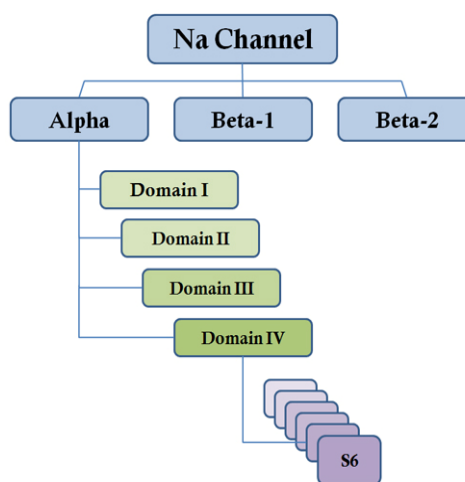 Na Channel
Alpha
Beta-1
Beta-2
Domain I
Domain II
Domain III
Domain IV
S6